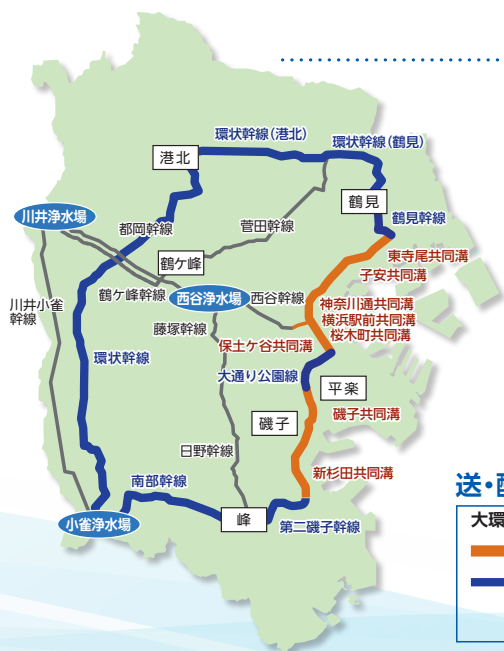 環状幹線(港北)
環状幹線(鶴見)
港北
鶴見
川井浄水場
都岡幹線
菅田幹線
鶴見幹線
鶴ケ峰
東寺尾共同溝
子安共同溝
鶴ケ峰幹線
西谷浄水場
西谷幹線
神奈川通共同溝
横浜駅前共同溝
桜木町共同溝
川井小雀
幹線
藤塚幹線
保土ケ谷共同溝
環状幹線
大通り公園線
平楽
磯子共同溝
磯子
日野幹線
新杉田共同溝
南部幹線
小雀浄水場
峰
第二磯子幹線
送・
大環